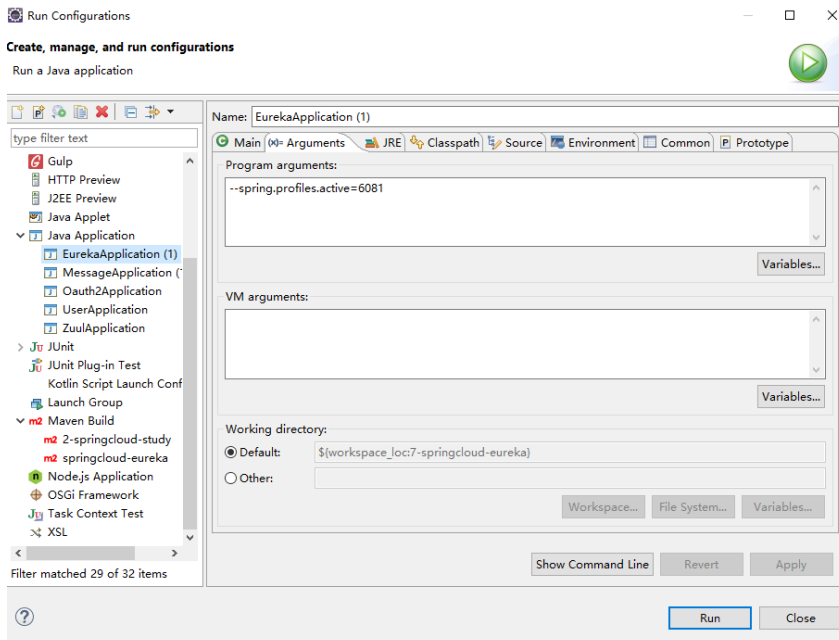 Run Configurations
Create, manage, and run configurations
Run a Java application
type filter text
Gulp
HTTP Preview
J2EE Preview
Java Applet
Java Application
EurekaApplication (1)
MessageApplication (
Oauth2Application
UserApplication
ZuulApplication
JUnit
JUnit Plug-in Test
Kotlin Script Launch Conf
Launch Group
Maven Build
2-springcloud-study
springcloud-eureka
Node.js Application
OSGi Framework
Task Context Test
XSL
Filter matched 29 of 32 items
Name: EurekaApplication (1)
Main (x)= Arguments JRE Classpath Source Environment Common Prototype
Program arguments:
--spring.profiles.active=6081
Variables...
VM arguments:
Variables...
Working directory:
Default: ${workspace_loc:7-springcloud-eureka}
Other:
Workspace... File System... Variables...
Show Command Line Revert Apply
Run Close